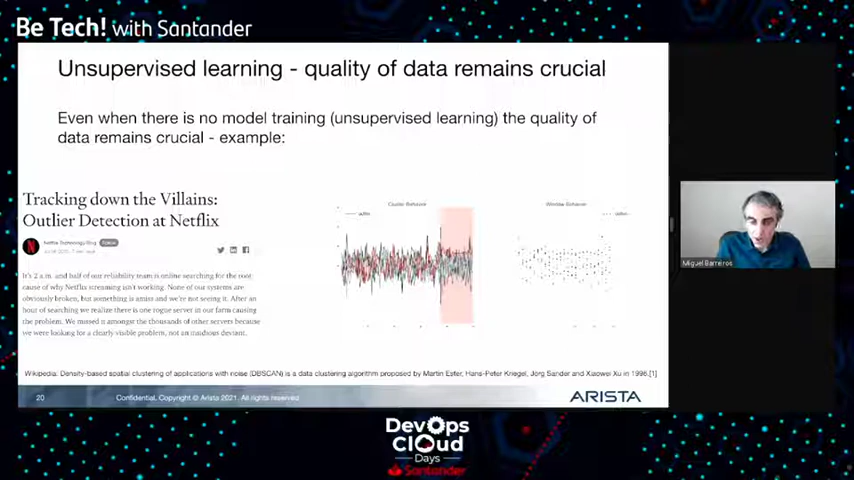 Be Tech! with Santander
Unsupervised learning - quality of data remains crucial
Even when there is no model training (unsupervised learning) the quality of
data remains crucial - example:
Tracking down the Villains:
Outlier Detection at Netflix
Netflix Technology Blog Follow
It's 2 a.m. and half of our reliability team is online searching for the root
cause of why Netflix streaming isn't working. None of our systems are
obviously broken, but something is amiss and we're not seeing it. After an
hour of searching we realize there is one rogue server in our farm causing
the problem. We missed it amongst the thousands of other servers because
we were looking for a clearly visible problem, not an insidious deviant.
Cluster Behavior
Window Behavior
Wikipedia: Density-based spatial clustering of applications with noise (DBSCAN) is a data clustering algorithm proposed by Martin Ester, Hans-Peter Kriegel, Jörg Sander and Xiaowei Xu in 1996.[1]
20
Confidential. Copyright © Arista 2021. All rights reserved
ARISTA
Miguel Barreiros
DevOps
Cloud
Days
Santander